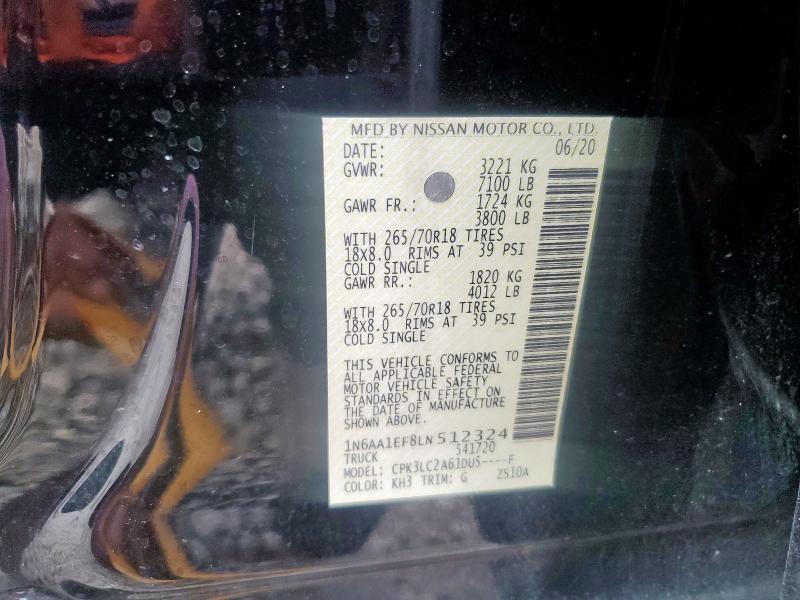 MFD BY NISSAN MOTOR CO., LTD.
DATE: 06/20
GVWR: 3221 KG
7100 LB
GAWR FR.: 1724 KG
3800 LB
WITH 265/70R18 TIRES
18X8.0 RIMS AT 39 PSI
COLD SINGLE
GAWR RR.: 1820 KG
4012 LB
WITH 265/70R18 TIRES
18X8.0 RIMS AT 39 PSI
COLD SINGLE
THIS VEHICLE CONFORMS TO
ALL APPLICABLE FEDERAL
MOTOR VEHICLE SAFETY
STANDARDS IN EFFECT ON
THE DATE OF MANUFACTURE
SHOWN ABOVE.
1N6AA1EF8LN512324
TRUCK 541720
MODEL: CPK3LC2A61DUS----F
COLOR: KH3 TRIM: G ZS10A